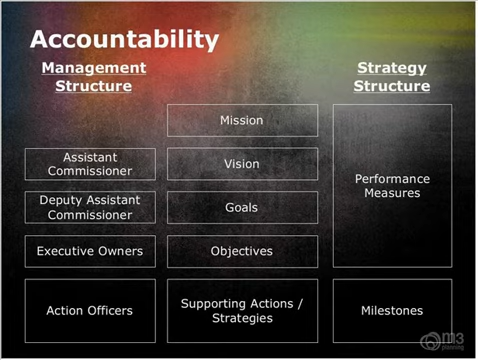 Accountability
Management
Structure
Strategy
Structure
Mission
Assistant
Commissioner
Vision
Performance
Measures
Deputy Assistant
Commissioner
Goals
Executive Owners
Objectives
Action Officers
Supporting Actions /
Strategies
Milestones
m3
planning